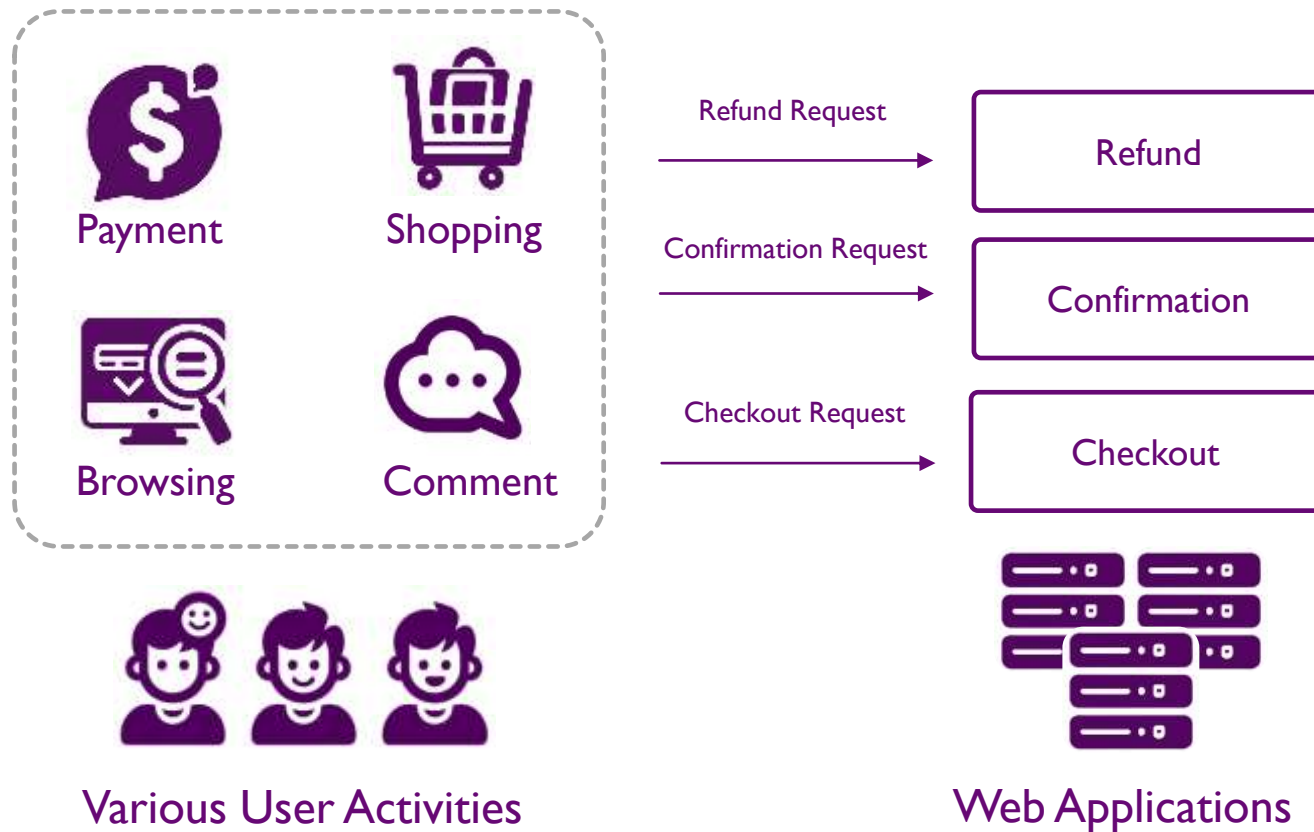 Payment
Shopping
Browsing
Comment
Various User Activities
Refund Request
Confirmation Request
Checkout Request
Refund
Confirmation
Checkout
Web Applications